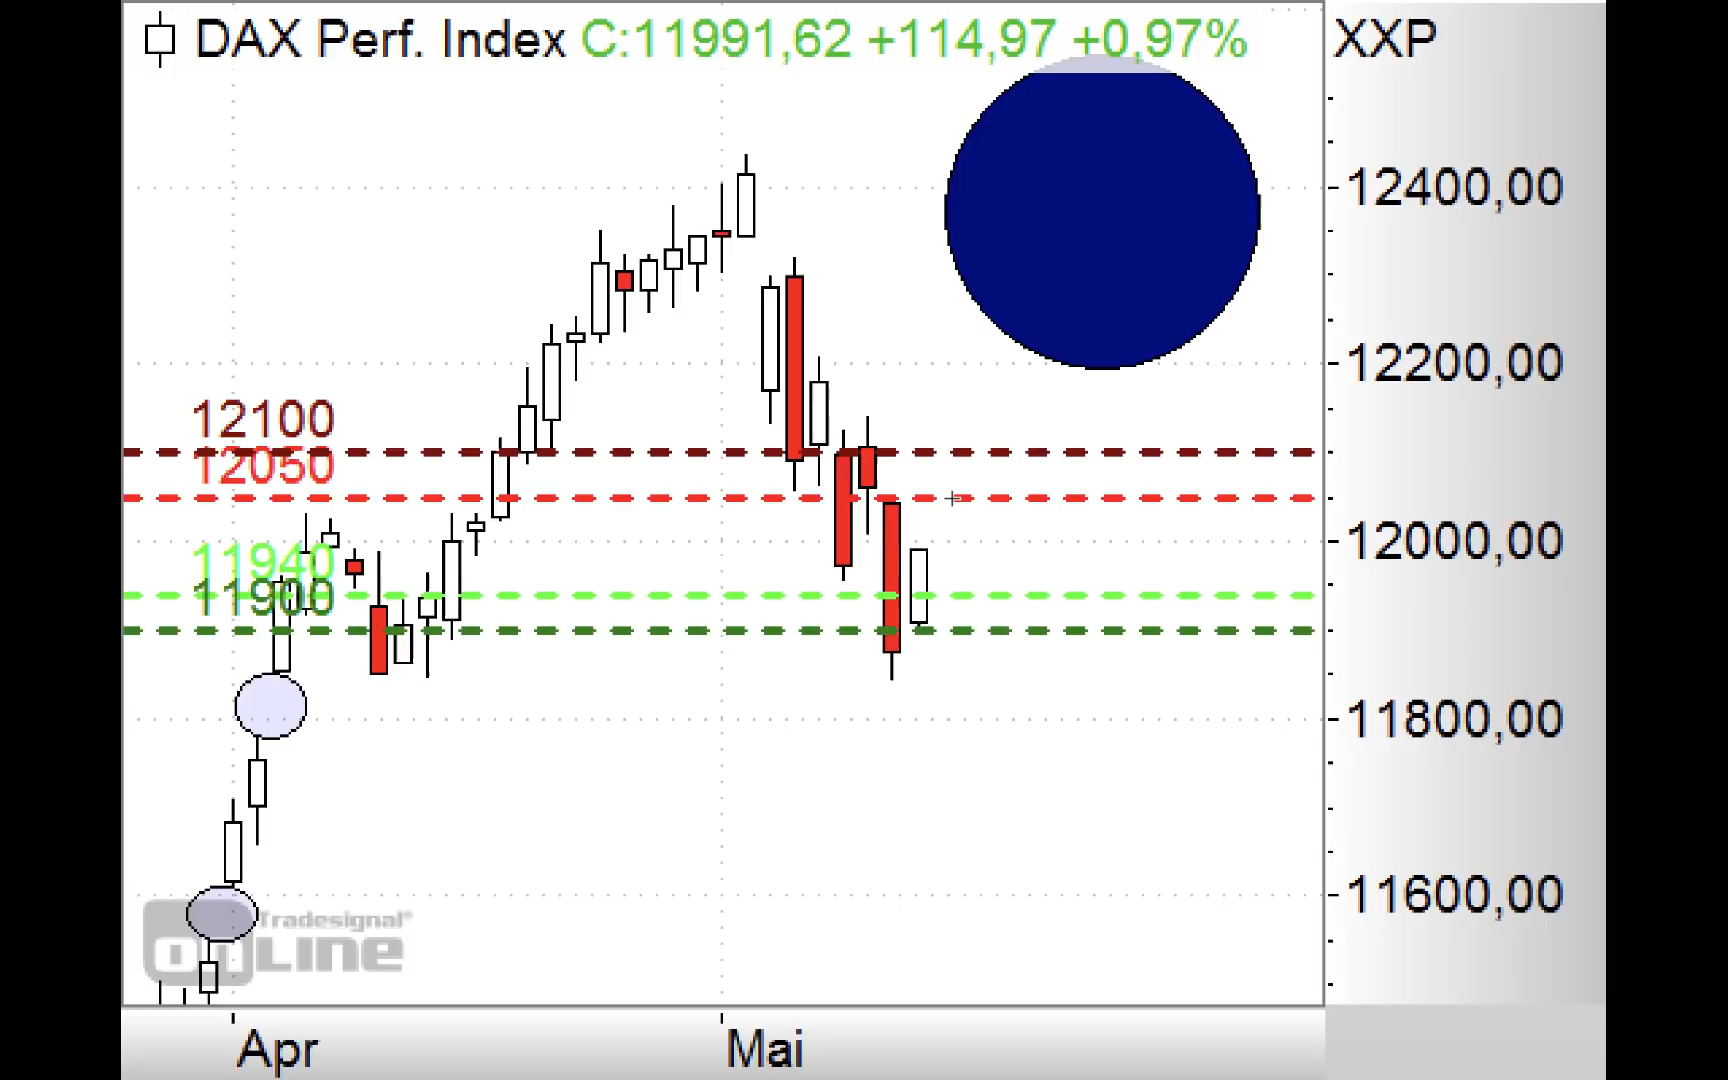 DAX Perf. Index C:11991,62 +114,97 +0,97%
XXP
12400,00
12200,00
12100
12050
12000,00
11940
11900
11800,00
11600,00
Tradesignal®
onLine
Apr
Mai